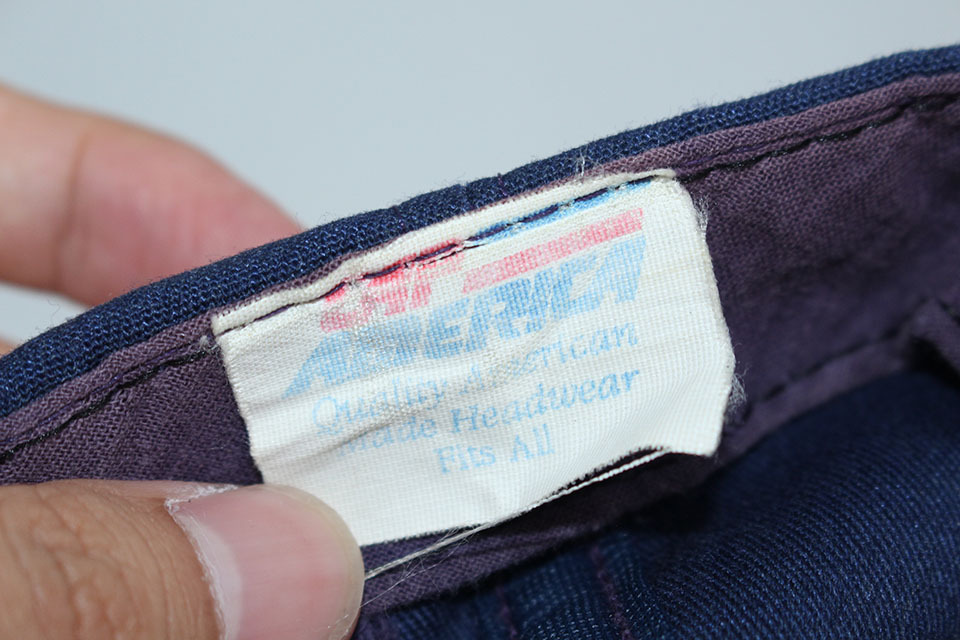 AMERICA
Quality American
Made Headwear
Fits All